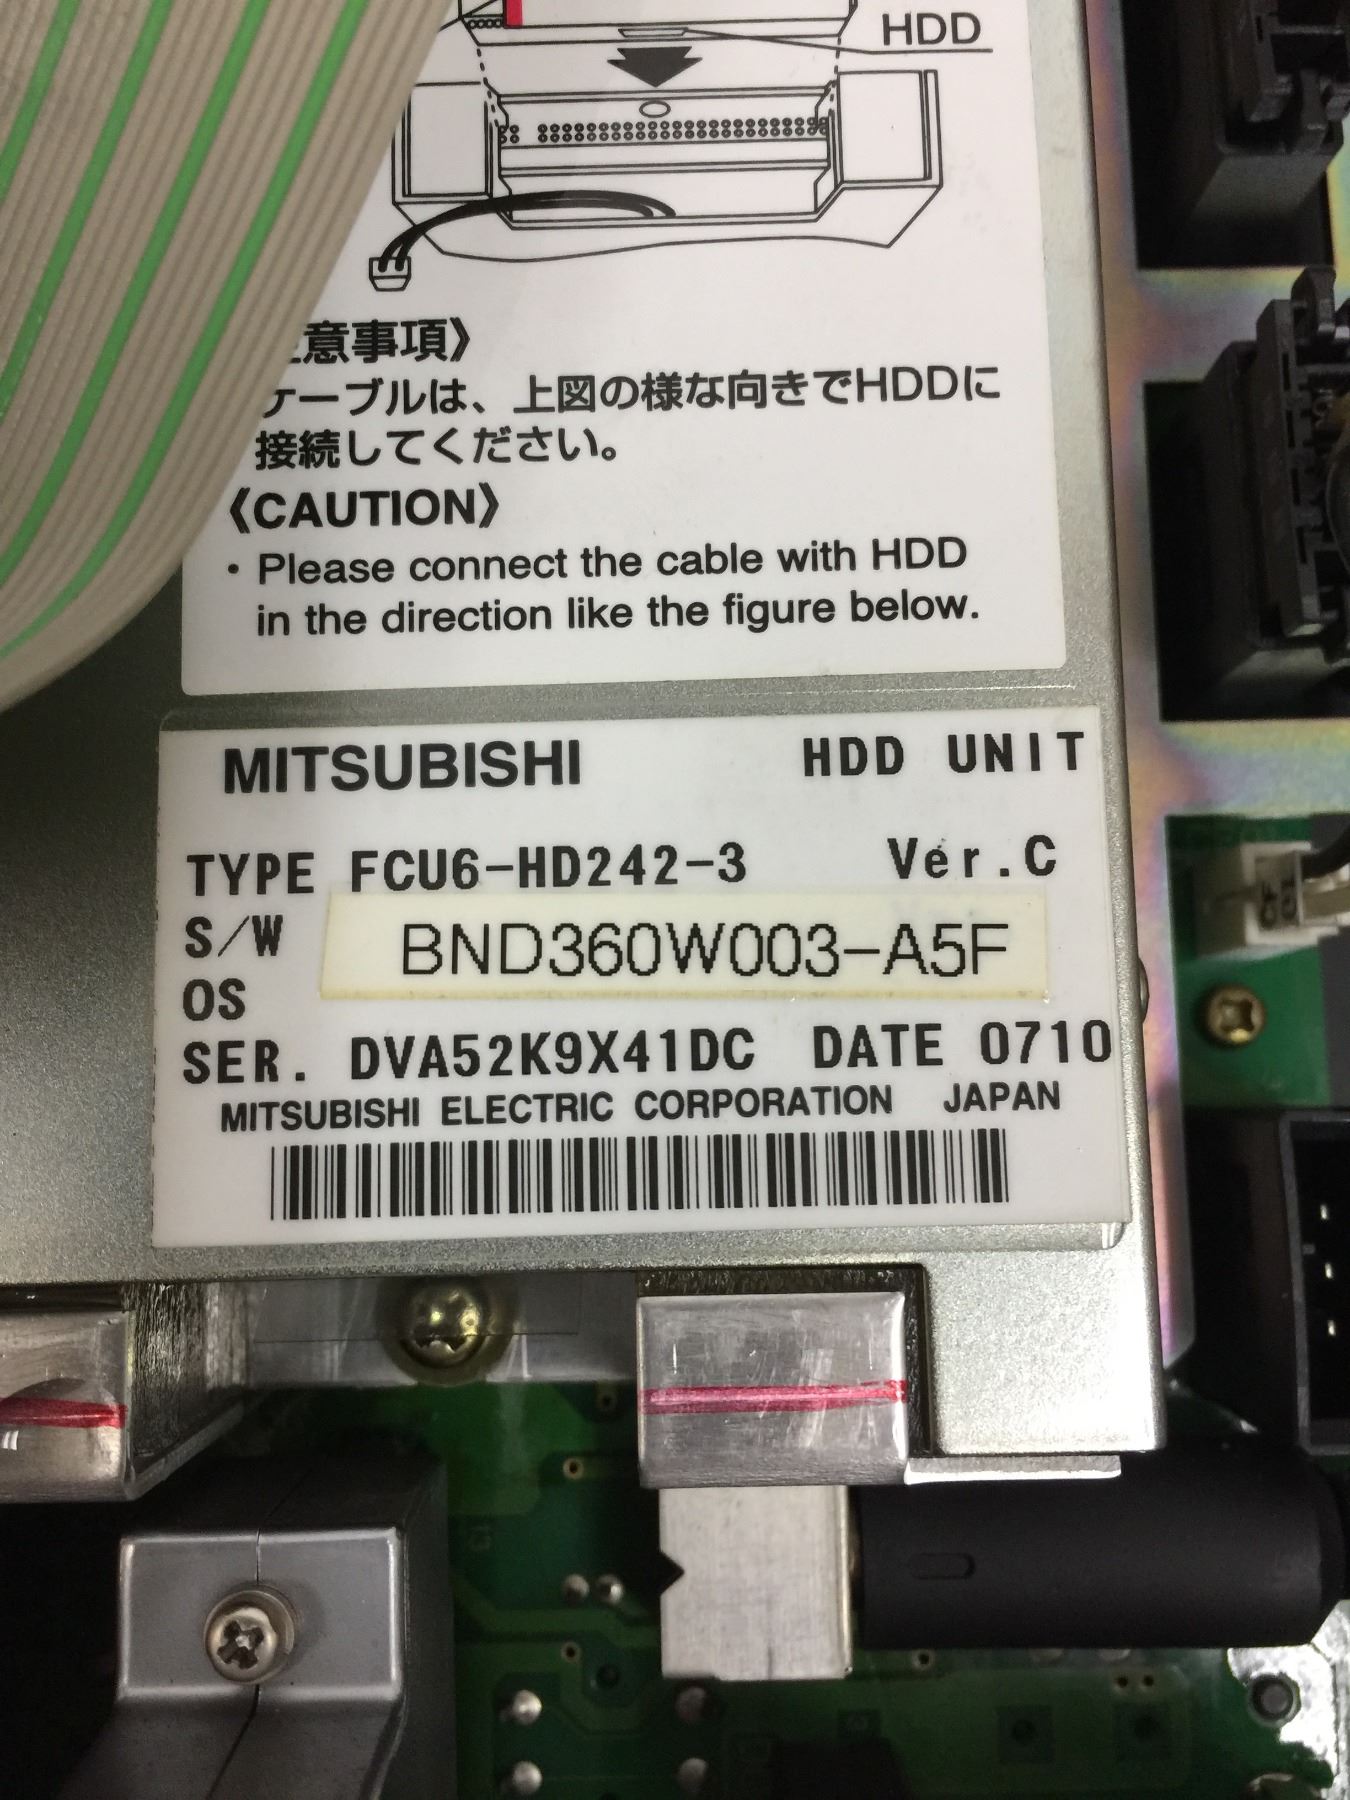 HDD
意事項》
ケーブルは、上図の様な向きでHDDに
接続してください。
《CAUTION》
・Please connect the cable with HDD
in the direction like the figure below.
MITSUBISHI HDD UNIT
TYPE FCU6-HD242-3 Ver.C
S/W BND360W003-A5F
OS
SER. DVA52K9X41DC DATE 0710
MITSUBISHI ELECTRIC CORPORATION JAPAN